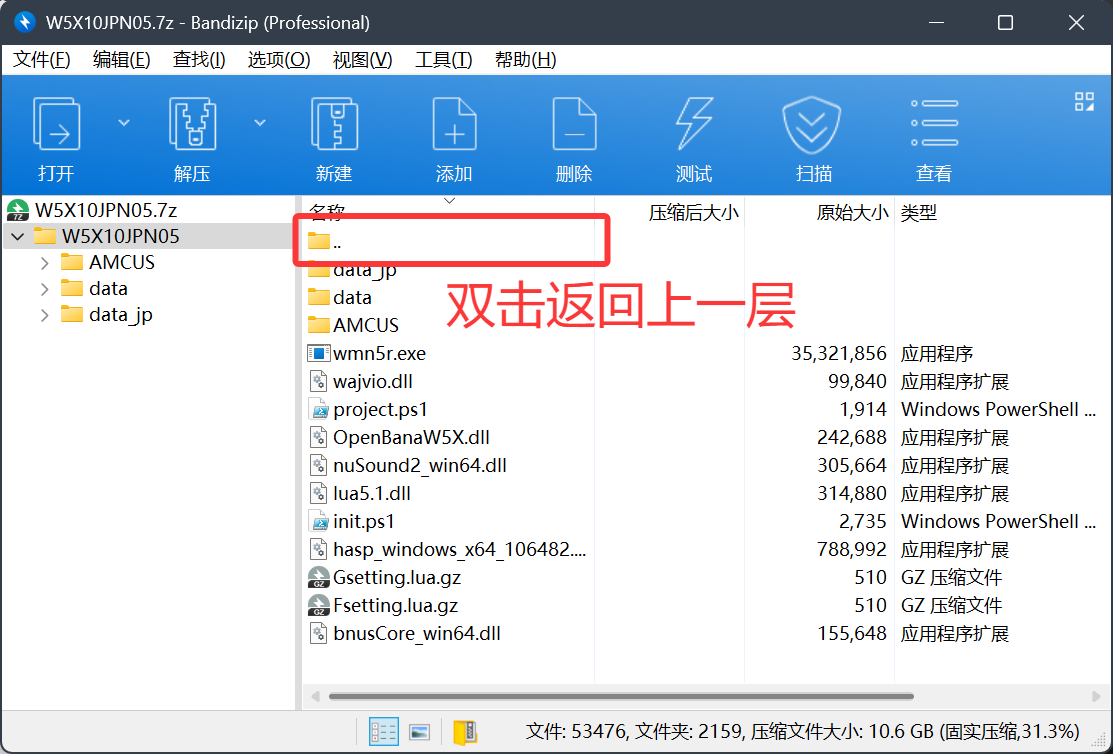 W5X10JPN05.7z - Bandizip (Professional)
文件(F) 编辑(E) 查找(I) 选项(O) 视图(V) 工具(T) 帮助(H)
打开 解压 新建 添加 删除 测试 扫描 查看
W5X10JPN05.7z
W5X10JPN05
AMCUS
data
data_jp
名称 压缩后大小 原始大小 类型
..
data_jp
data
AMCUS
双击返回上一层
wmn5r.exe 35,321,856 应用程序
wajvio.dll 99,840 应用程序扩展
project.ps1 1,914 Windows PowerShell ...
OpenBanaW5X.dll 242,688 应用程序扩展
nuSound2_win64.dll 305,664 应用程序扩展
lua5.1.dll 314,880 应用程序扩展
init.ps1 2,735 Windows PowerShell ...
hasp_windows_x64_106482.... 788,992 应用程序扩展
Gsetting.lua.gz 510 GZ 压缩文件
Fsetting.lua.gz 510 GZ 压缩文件
bnusCore_win64.dll 155,648 应用程序扩展
文件: 53476, 文件夹: 2159, 压缩文件大小: 10.6 GB (固实压缩,31.3%)